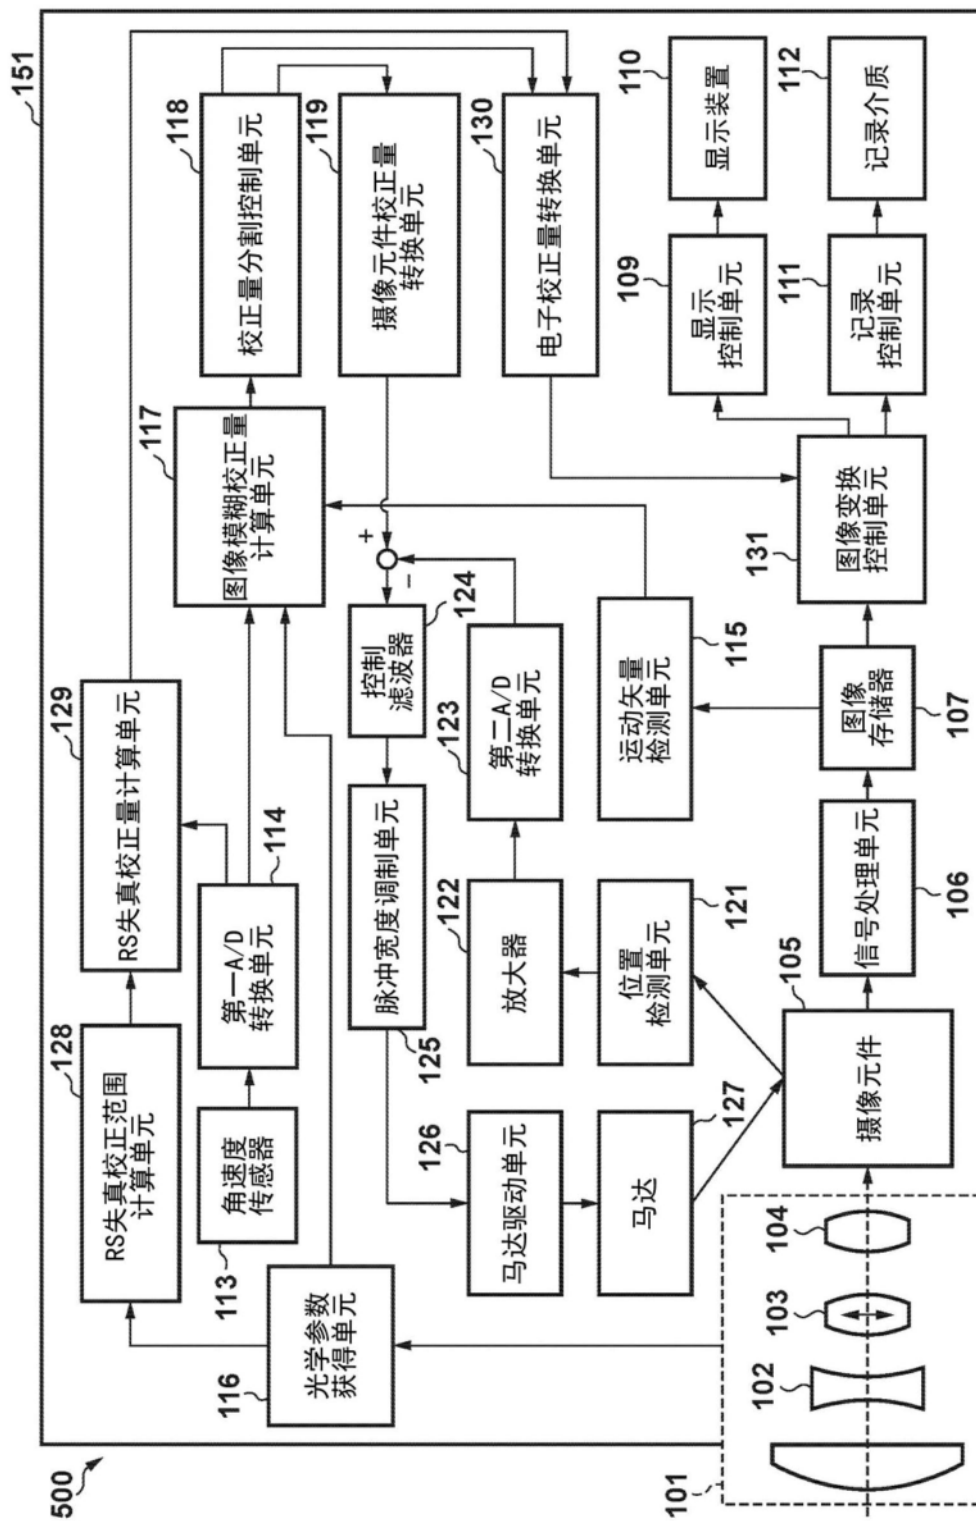 500
151
128
RS失真校正范围
计算单元
129
RS失真校正量计算单元
117
图像模糊校正量
计算单元
118
校正量分割控制单元
113
角速度
传感器
114
第一A/D
转换单元
116
光学参数
获得单元
119
摄像元件校正量
转换单元
125
脉冲宽度调制单元
124
控制
滤波器
+
-
130
电子校正量转换单元
126
马达驱动单元
122
放大器
123
第二A/D
转换单元
127
马达
121
位置
检测单元
115
运动矢量
检测单元
109
显示
控制单元
110
显示装置
101
102
103
104
105
摄像元件
106
信号处理单元
107
图像
存储器
131
图像变换
控制单元
111
记录
控制单元
112
记录介质